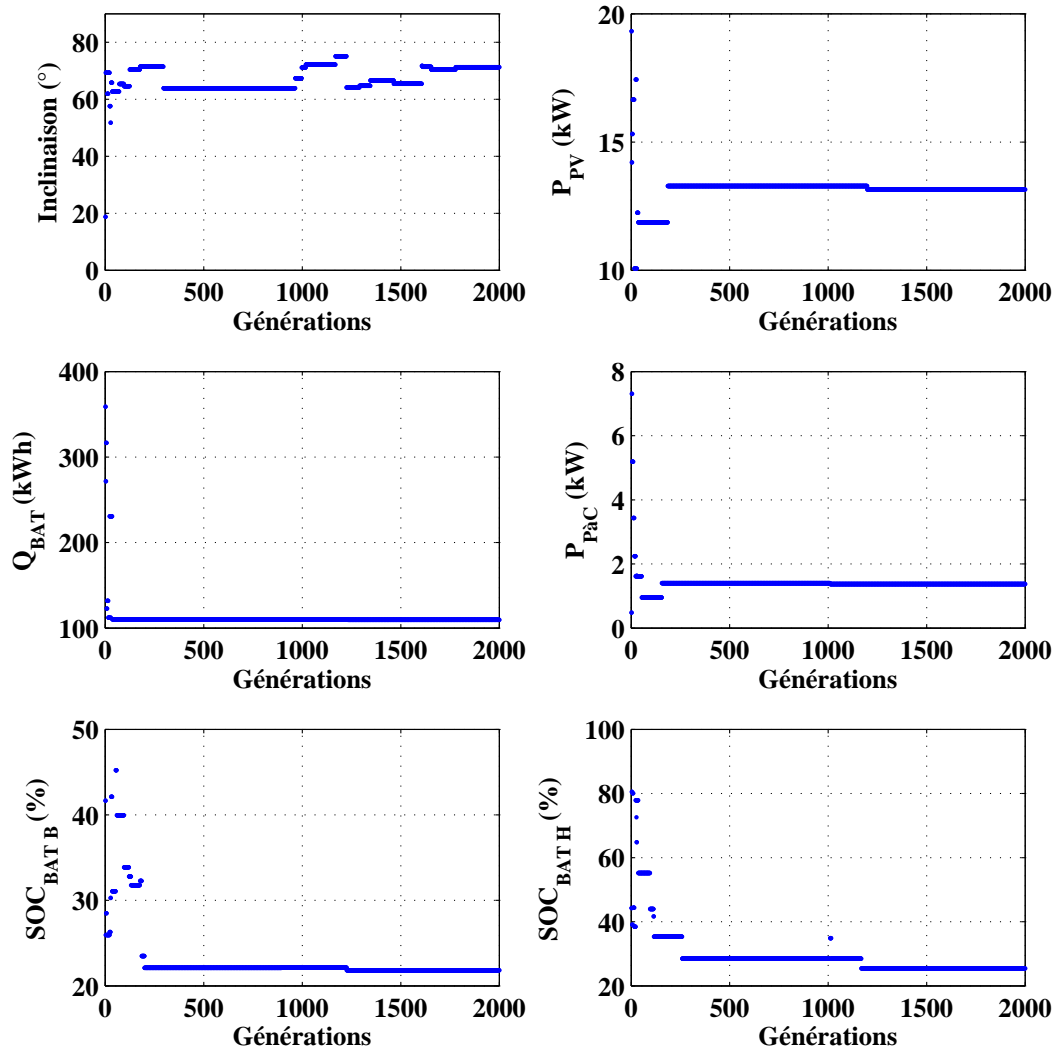 Inclinaison (°)
80
60
40
20
0
0 500 1000 1500 2000
Générations
P_PV (kW)
20
15
10
0 500 1000 1500 2000
Générations
Q_BAT (kWh)
400
300
200
100
0 500 1000 1500 2000
Générations
P_PàC (kW)
8
6
4
2
0
0 500 1000 1500 2000
Générations
SOC_BAT B (%)
50
40
30
20
0 500 1000 1500 2000
Générations
SOC_BAT H (%)
100
80
60
40
20
0 500 1000 1500 2000
Générations